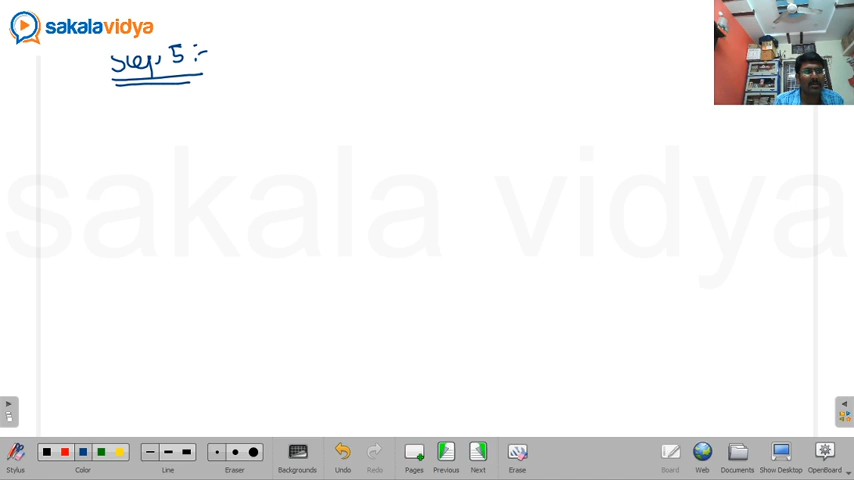 sakalavidya
Step 5 :-
sakala vidya
Stylus
Color
Line
Eraser
Backgrounds
Undo
Redo
Pages
Previous
Next
Erase
Board
Web
Documents
Show Desktop
OpenBoard